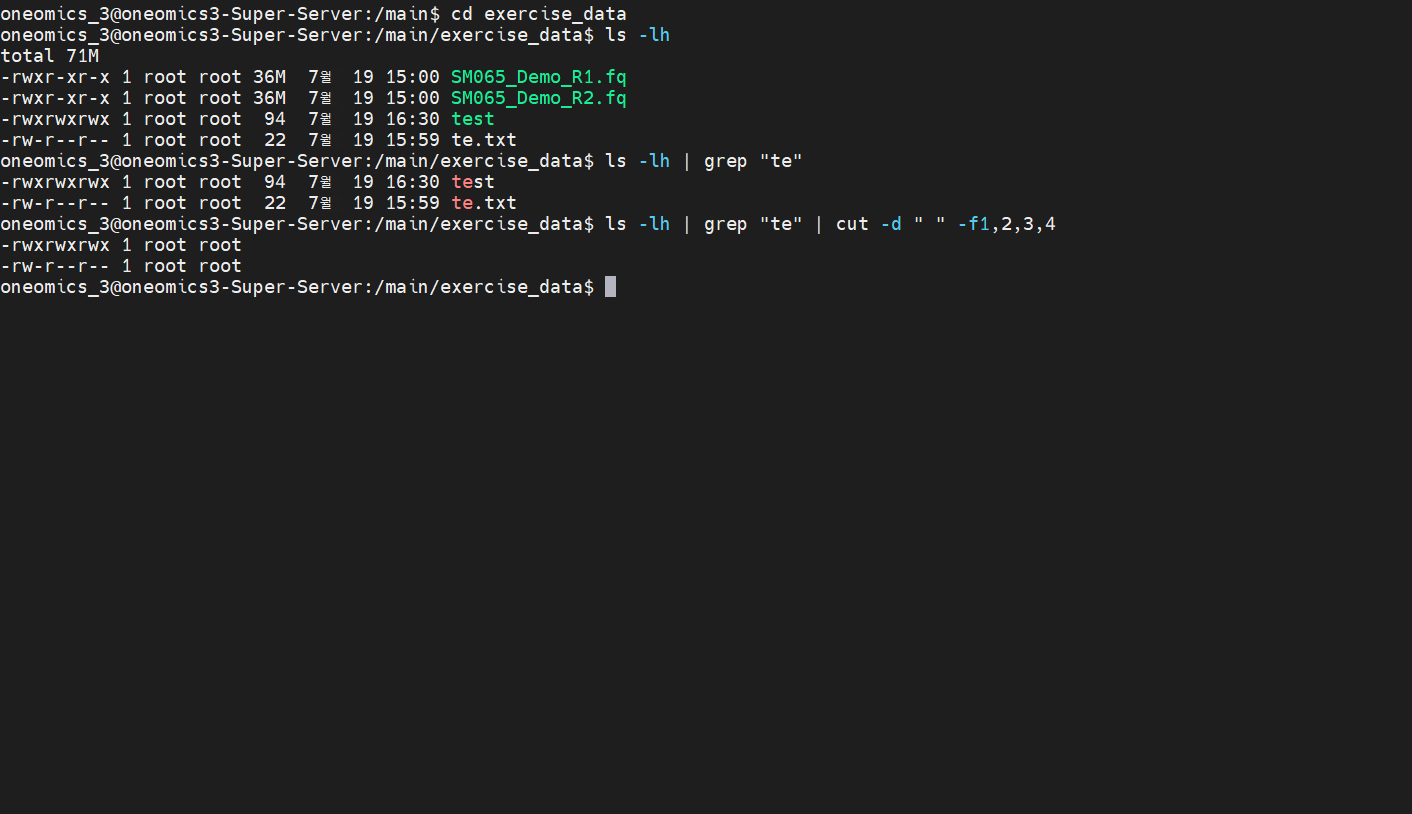 oneomics_3@oneomics3-Super-Server:/main$ cd exercise_data
oneomics_3@oneomics3-Super-Server:/main/exercise_data$ ls -lh
total 71M
-rwxr-xr-x 1 root root 36M  7월  19 15:00 SM065_Demo_R1.fq
-rwxr-xr-x 1 root root 36M  7월  19 15:00 SM065_Demo_R2.fq
-rwxrwxrwx 1 root root  94  7월  19 16:30 test
-rw-r--r-- 1 root root  22  7월  19 15:59 te.txt
oneomics_3@oneomics3-Super-Server:/main/exercise_data$ ls -lh | grep "te"
-rwxrwxrwx 1 root root  94  7월  19 16:30 test
-rw-r--r-- 1 root root  22  7월  19 15:59 te.txt
oneomics_3@oneomics3-Super-Server:/main/exercise_data$ ls -lh | grep "te" | cut -d " " -f1,2,3,4
-rwxrwxrwx 1 root root
-rw-r--r-- 1 root root
oneomics_3@oneomics3-Super-Server:/main/exercise_data$